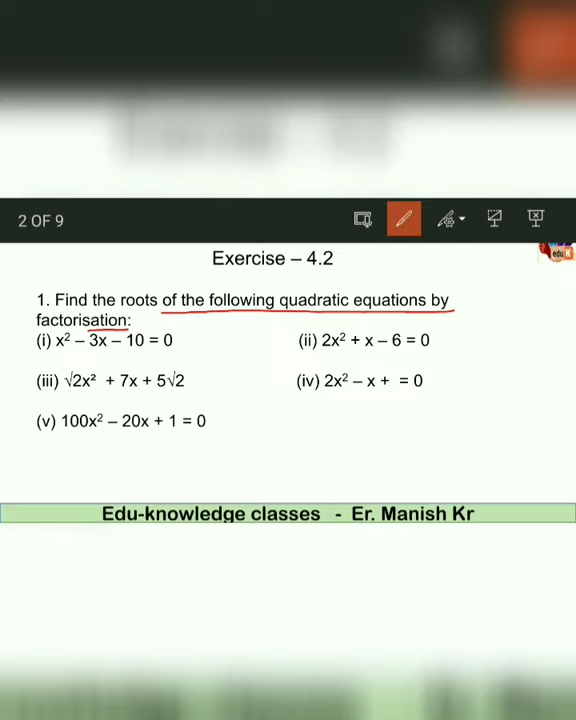 2 OF 9
Exercise – 4.2
edu K
1. Find the roots of the following quadratic equations by
factorisation:
(i) x² – 3x – 10 = 0 (ii) 2x² + x – 6 = 0
(iii) √2x² + 7x + 5√2 (iv) 2x² – x + = 0
(v) 100x² – 20x + 1 = 0
Edu-knowledge classes - Er. Manish Kr